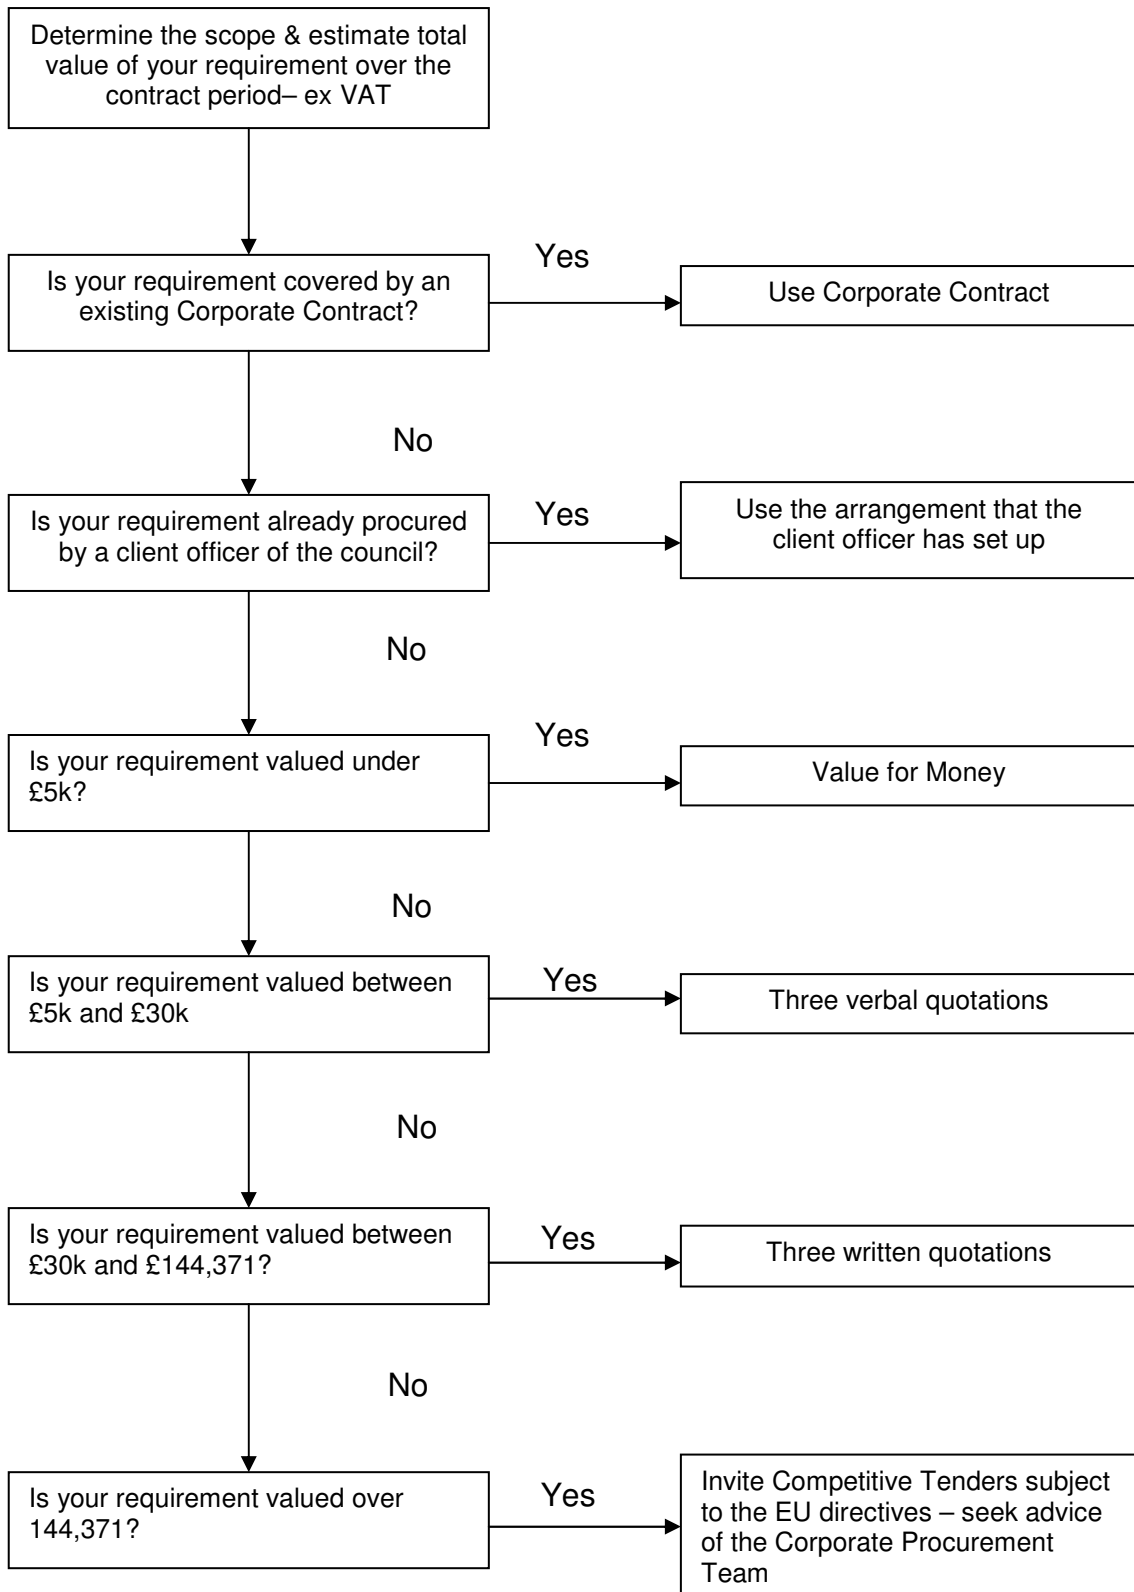 Determine the scope & estimate total
value of your requirement over the
contract period– ex VAT
Is your requirement covered by an
existing Corporate Contract?
Yes
Use Corporate Contract
No
Is your requirement already procured
by a client officer of the council?
Yes
Use the arrangement that the
client officer has set up
No
Is your requirement valued under
£5k?
Yes
Value for Money
No
Is your requirement valued between
£5k and £30k
Yes
Three verbal quotations
No
Is your requirement valued between
£30k and £144,371?
Yes
Three written quotations
No
Is your requirement valued over
144,371?
Yes
Invite Competitive Tenders subject
to the EU directives – seek advice
of the Corporate Procurement
Team